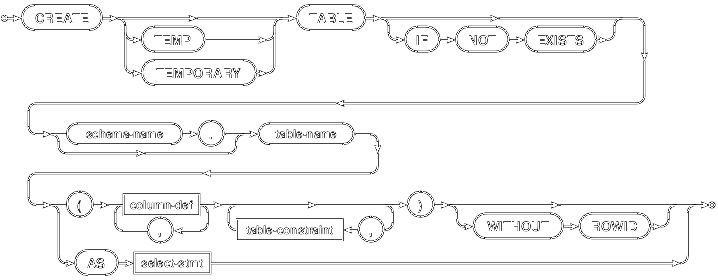 CREATE TABLE
TEMP IF NOT EXISTS
TEMPORARY
schema-name . table-name
( column-def )
, table-constraint , WITHOUT ROWID
AS select-stmt